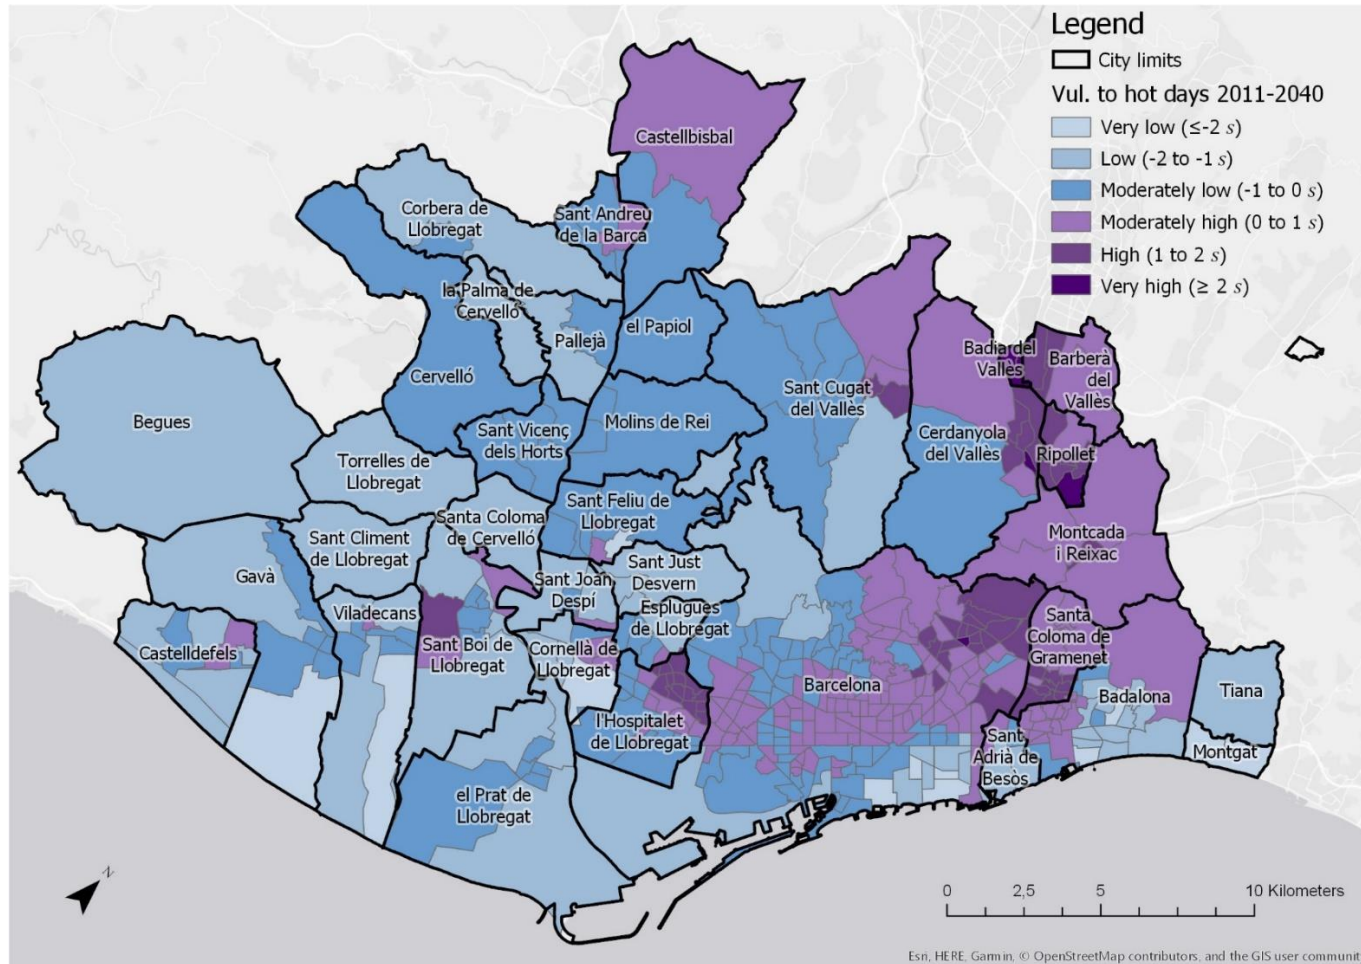 Legend
City limits
Vul. to hot days 2011-2040
Very low (≤-2 s)
Low (-2 to -1 s)
Moderately low (-1 to 0 s)
Moderately high (0 to 1 s)
High (1 to 2 s)
Very high (≥ 2 s)
Castellbisbal
Corbera de
Llobregat
Sant Andreu
de la Barca
la Palma de
Cervelló
Pallejà
el Papiol
Badia del
Vallès
Barberà
del
Vallès
Cervelló
Sant Cugat
del Vallès
Begues
Sant Vicenç
dels Horts
Molins de Rei
Cerdanyola
del Vallès
Ripollet
Torrelles de
Llobregat
Sant Feliu de
Llobregat
Santa Coloma
de Cervelló
Montcada
i Reixac
Sant Climent
de Llobregat
Gavà
Sant Just
Desvern
Sant Joan
Despí
Viladecans
Esplugues
de Llobregat
Santa
Coloma de
Gramenet
Castelldefels
Sant Boi de
Llobregat
Cornellà de
Llobregat
Barcelona
Badalona
Tiana
l'Hospitalet
de Llobregat
Sant
Adrià de
Besòs
Montgat
el Prat de
Llobregat
N
0 2,5 5 10 Kilometers
Esri, HERE, Garmin, © OpenStreetMap contributors, and the GIS user communit